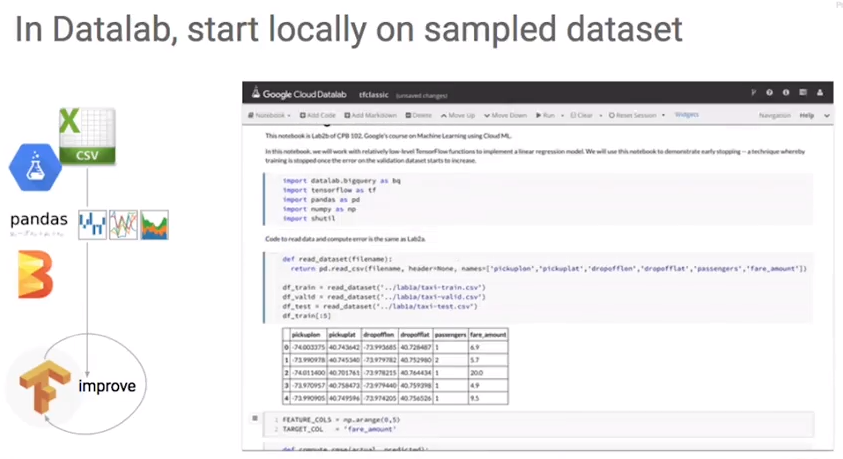 In Datalab, start locally on sampled dataset
CSV
pandas
improve
Google Cloud Datalab tfclassic (unsaved changes)
Notebook Add Code Add Markdown Delete Move Up Move Down Run Clear Reset Session Widgets Navigation Help
This notebook is Lab2b of CPB 102, Google's course on Machine Learning using Cloud ML.
In this notebook, we will work with relatively low-level TensorFlow functions to implement a linear regression model. We will use this notebook to demonstrate early stopping -- a technique whereby
training is stopped once the error on the validation dataset starts to increase.
import datalab.bigquery as bq
import tensorflow as tf
import pandas as pd
import numpy as np
import shutil
Code to read data and compute error is the same as Lab2a.
def read_dataset(filename):
return pd.read_csv(filename, header=None, names=['pickuplon','pickuplat','dropofflon','dropofflat','passengers','fare_amount'])
df_train = read_dataset('../lab1a/taxi-train.csv')
df_valid = read_dataset('../lab1a/taxi-valid.csv')
df_test = read_dataset('../lab1a/taxi-test.csv')
df_train[:5]
pickuplon pickuplat dropofflon dropofflat passengers fare_amount
0 -74.003375 40.743642 -73.993685 40.728487 1 6.9
1 -73.990978 40.745340 -73.979782 40.752980 2 5.7
2 -74.011400 40.701761 -73.978215 40.764434 1 20.0
3 -73.970957 40.758473 -73.979440 40.759398 1 4.9
4 -73.990905 40.749596 -73.974205 40.756526 1 9.5
1 FEATURE_COLS = np.arange(0,5)
2 TARGET_COL = 'fare_amount'
def compute_rmse(actual, predicted):